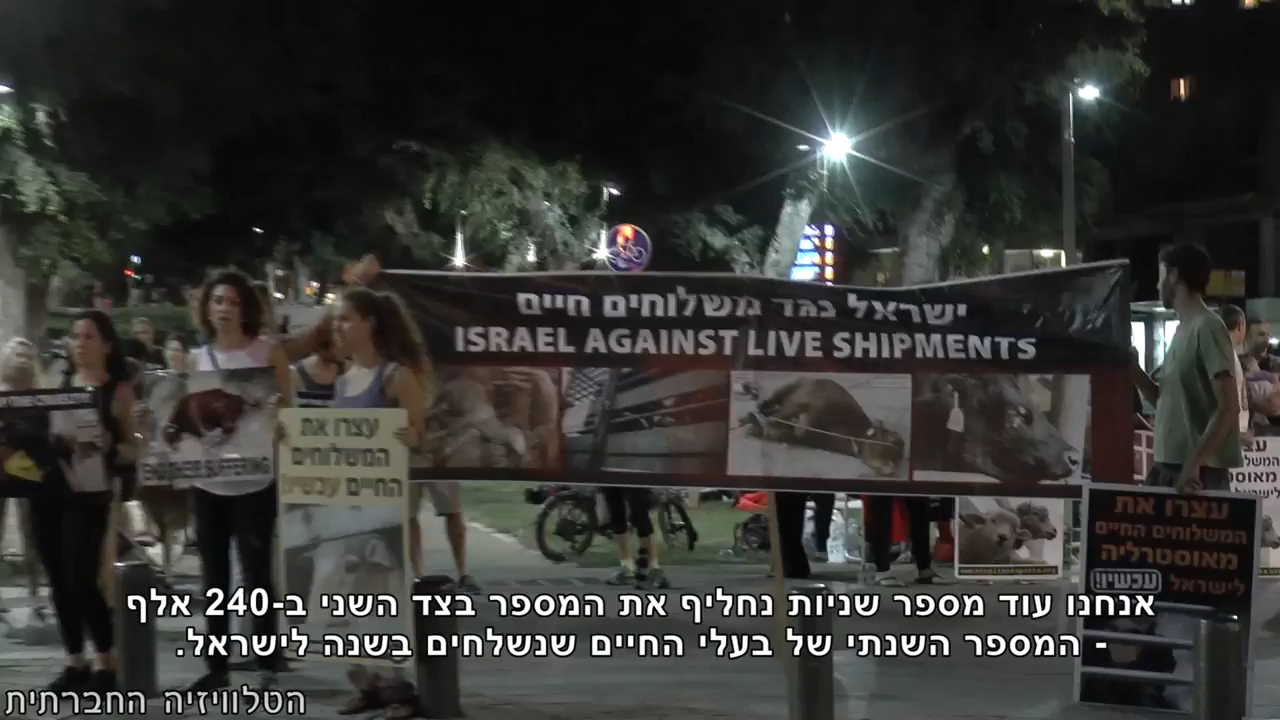 ישראל נגד משלוחים חיים
ISRAEL AGAINST LIVE SHIPMENTS
SUFFERING
עצרו את
המשלוחים
החיים עכשיו!
עצרו את
המשלוחים החיים
מאוסטרליה
לישראל עכשיו!!
אנחנו עוד מספר שניות נחליף את המספר בצד השני ב-240 אלף
- המספר השנתי של בעלי החיים שנשלחים בשנה לישראל.
הטלוויזיה החברתית